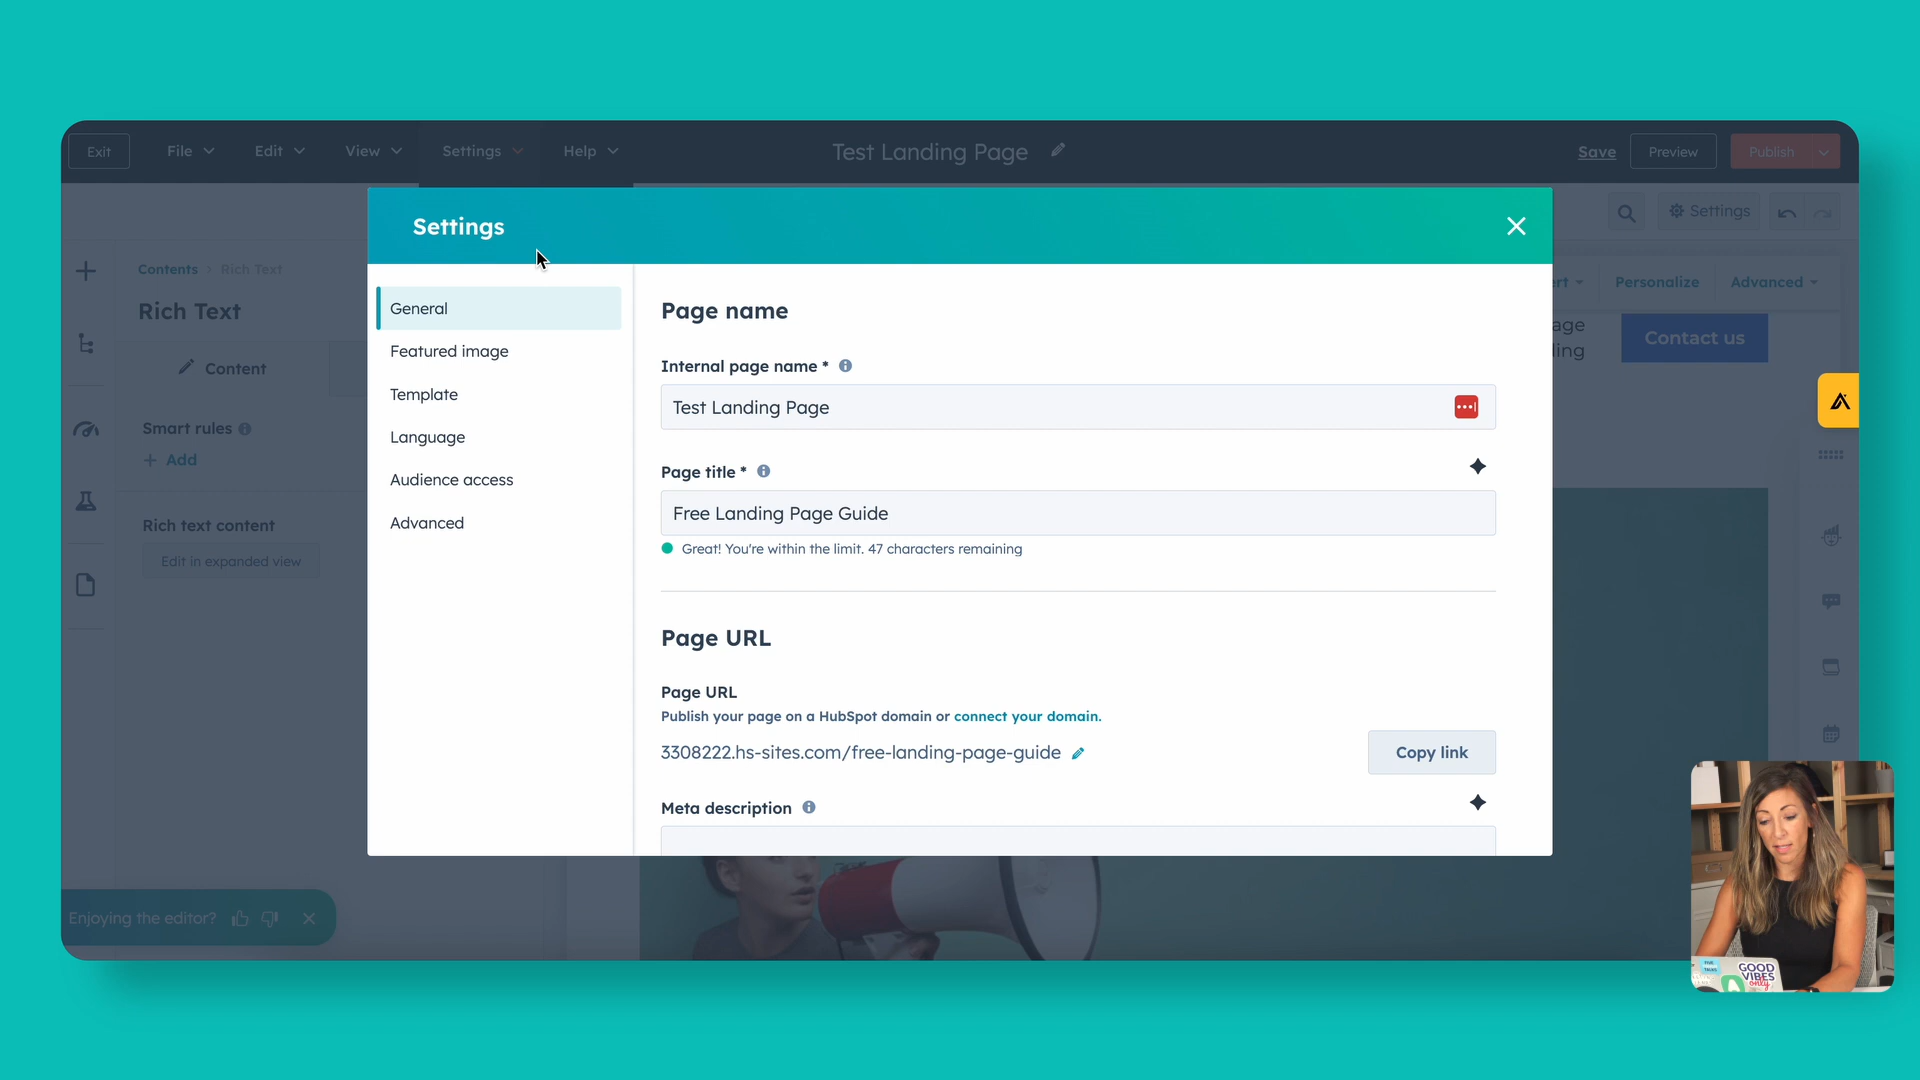 Exit
File
Edit
View
Settings
Help
Test Landing Page
Save
Preview
Publish
Settings
Settings
Contents > Rich Text
Rich Text
Content
Smart rules
+ Add
Rich text content
Edit in expanded view
General
Featured image
Template
Language
Audience access
Advanced
Page name
Internal page name *
Test Landing Page
Page title *
Free Landing Page Guide
Great! You're within the limit. 47 characters remaining
Page URL
Page URL
Publish your page on a HubSpot domain or connect your domain.
3308222.hs-sites.com/free-landing-page-guide
Copy link
Meta description
Personalize
Advanced
Contact us
Enjoying the editor?
GOOD
VIBES
only